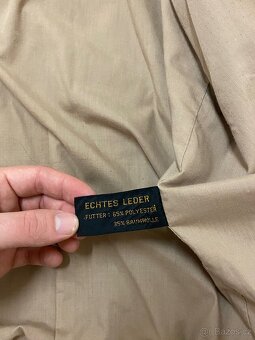 ECHTES LEDER
FUTTER: 65% POLYESTER
35% BAUMWOLLE